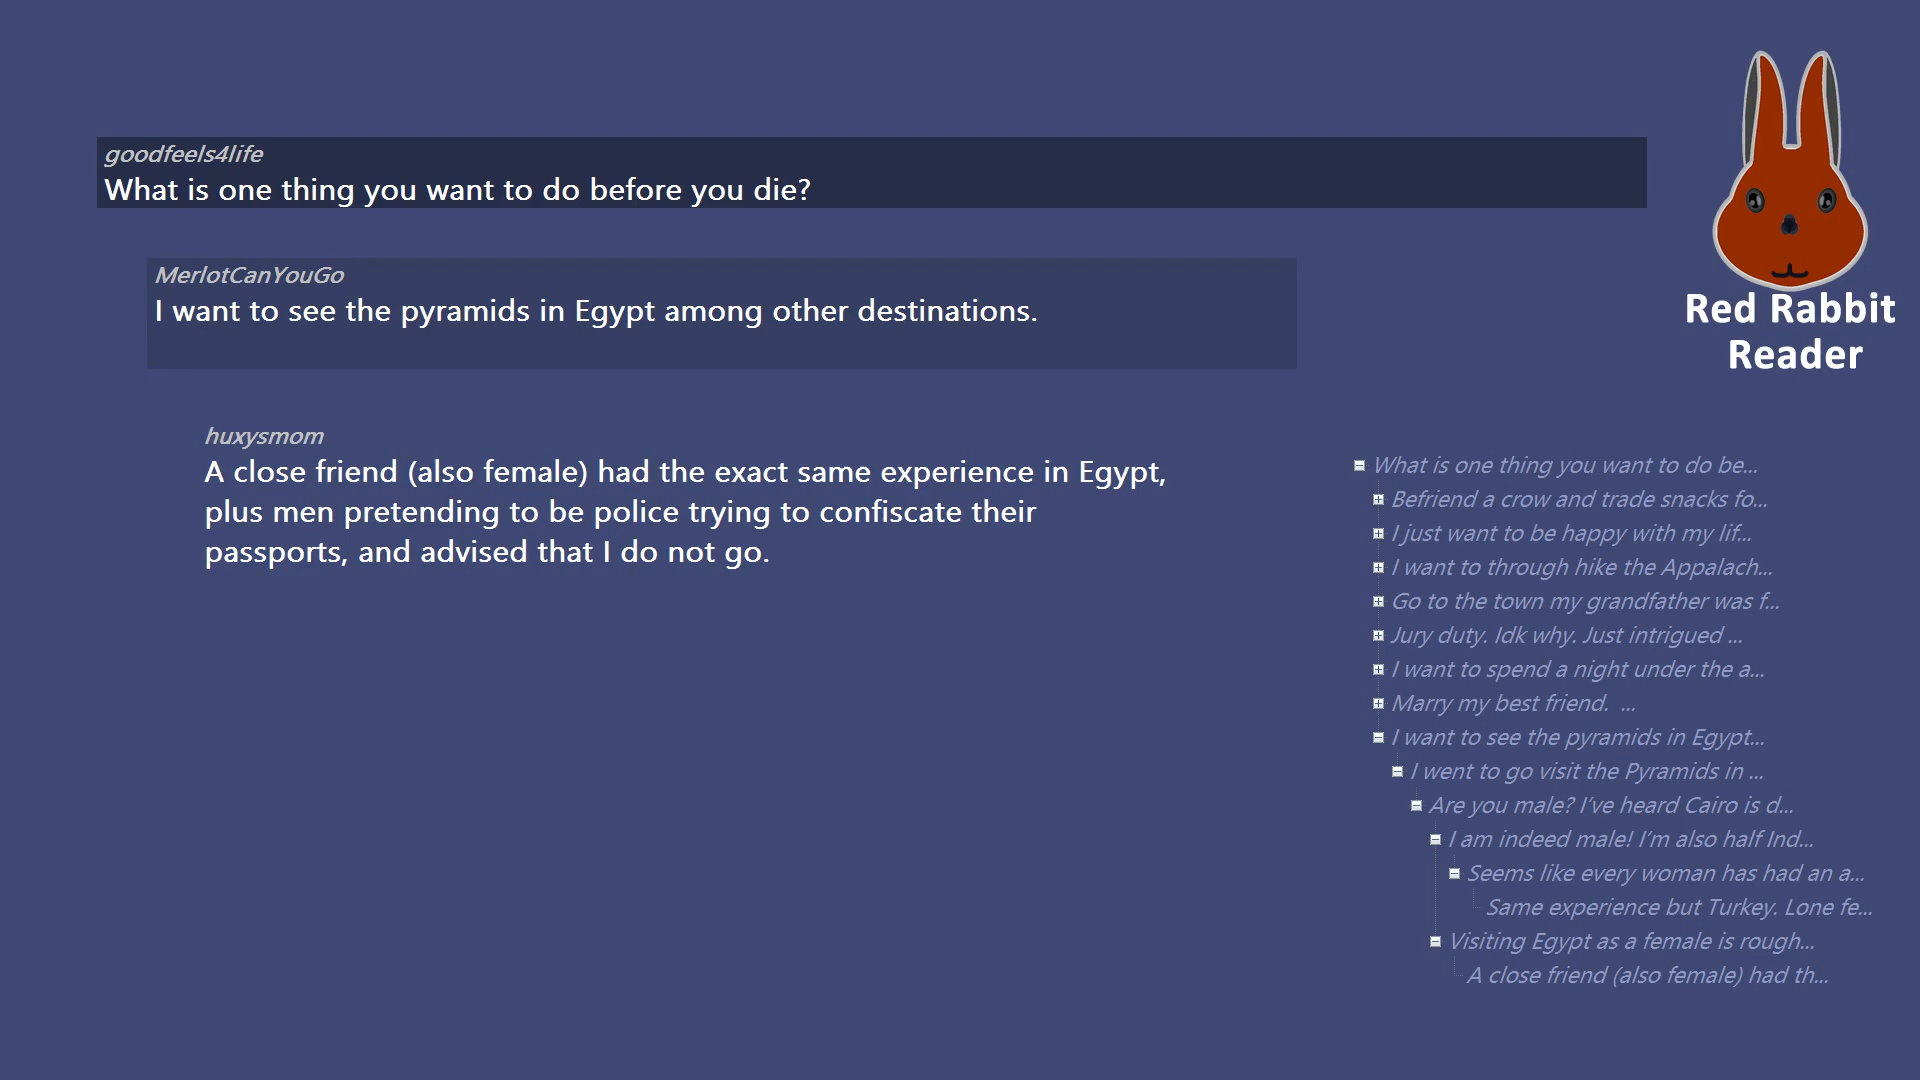 goodfeels4life
What is one thing you want to do before you die?
MerlotCanYouGo
I want to see the pyramids in Egypt among other destinations.
huxysmom
A close friend (also female) had the exact same experience in Egypt,
plus men pretending to be police trying to confiscate their
passports, and advised that I do not go.
Red Rabbit
Reader
What is one thing you want to do be...
Befriend a crow and trade snacks fo...
I just want to be happy with my lif...
I want to through hike the Appalach...
Go to the town my grandfather was f...
Jury duty. Idk why. Just intrigued ...
I want to spend a night under the a...
Marry my best friend.  ...
I want to see the pyramids in Egypt...
I went to go visit the Pyramids in ...
Are you male? I’ve heard Cairo is d...
I am indeed male! I’m also half Ind...
Seems like every woman has had an a...
Same experience but Turkey. Lone fe...
Visiting Egypt as a female is rough...
A close friend (also female) had th...